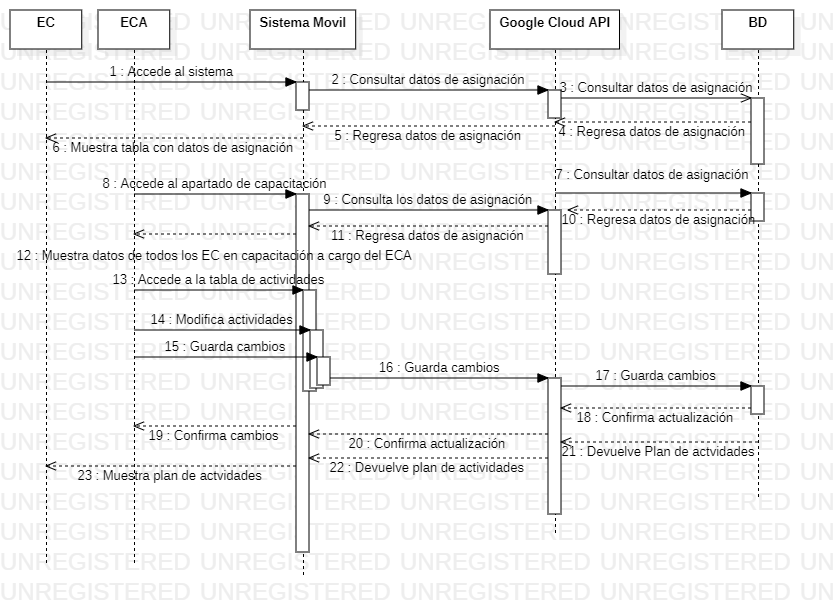 EC
ECA
Sistema Movil
Google Cloud API
BD
1 : Accede al sistema
2 : Consultar datos de asignación
3 : Consultar datos de asignación
4 : Regresa datos de asignación
5 : Regresa datos de asignación
6 : Muestra tabla con datos de asignación
7 : Consultar datos de asignación
8 : Accede al apartado de capacitación
9 : Consulta los datos de asignación
10 : Regresa datos de asignación
11 : Regresa datos de asignación
12 : Muestra datos de todos los EC en capacitación a cargo del ECA
13 : Accede a la tabla de actividades
14 : Modifica actividades
15 : Guarda cambios
16 : Guarda cambios
17 : Guarda cambios
18 : Confirma actualización
19 : Confirma cambios
20 : Confirma actualización
21 : Devuelve Plan de actvidades
22 : Devuelve plan de actividades
23 : Muestra plan de actvidades
UNREGISTERED